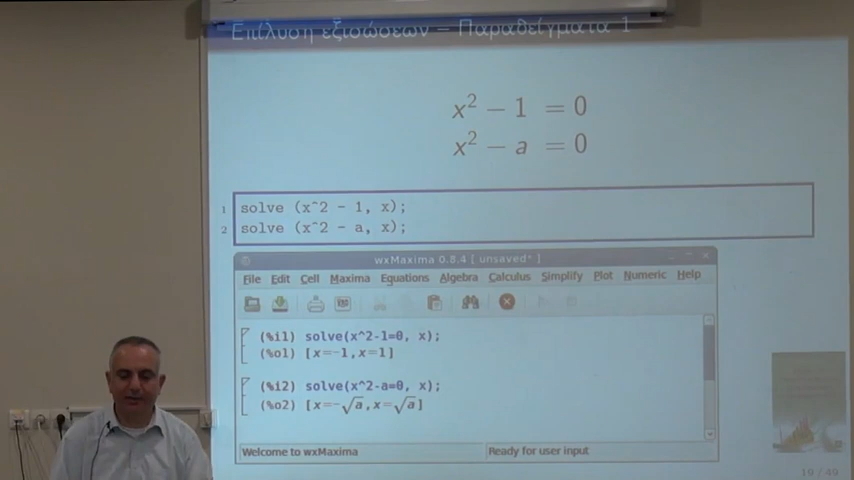 Επίλυση εξισώσεων – Παραδείγματα 1
x² − 1 = 0
x² − a = 0
1 solve (x^2 - 1, x);
2 solve (x^2 - a, x);
wxMaxima 0.8.4 [ unsaved* ]
File Edit Cell Maxima Equations Algebra Calculus Simplify Plot Numeric Help
(%i1) solve(x^2-1=0, x);
(%o1) [x=-1,x=1]
(%i2) solve(x^2-a=0, x);
(%o2) [x=-√a,x=√a]
Welcome to wxMaxima
Ready for user input
19 / 49